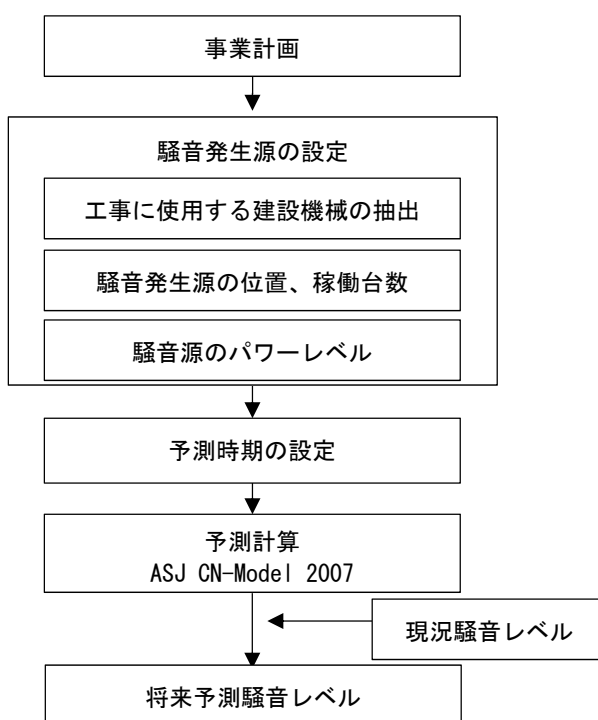 事業計画
騒音発生源の設定
工事に使用する建設機械の抽出
騒音発生源の位置、稼働台数
騒音源のパワーレベル
予測時期の設定
予測計算
ASJ CN-Model 2007
現況騒音レベル
将来予測騒音レベル